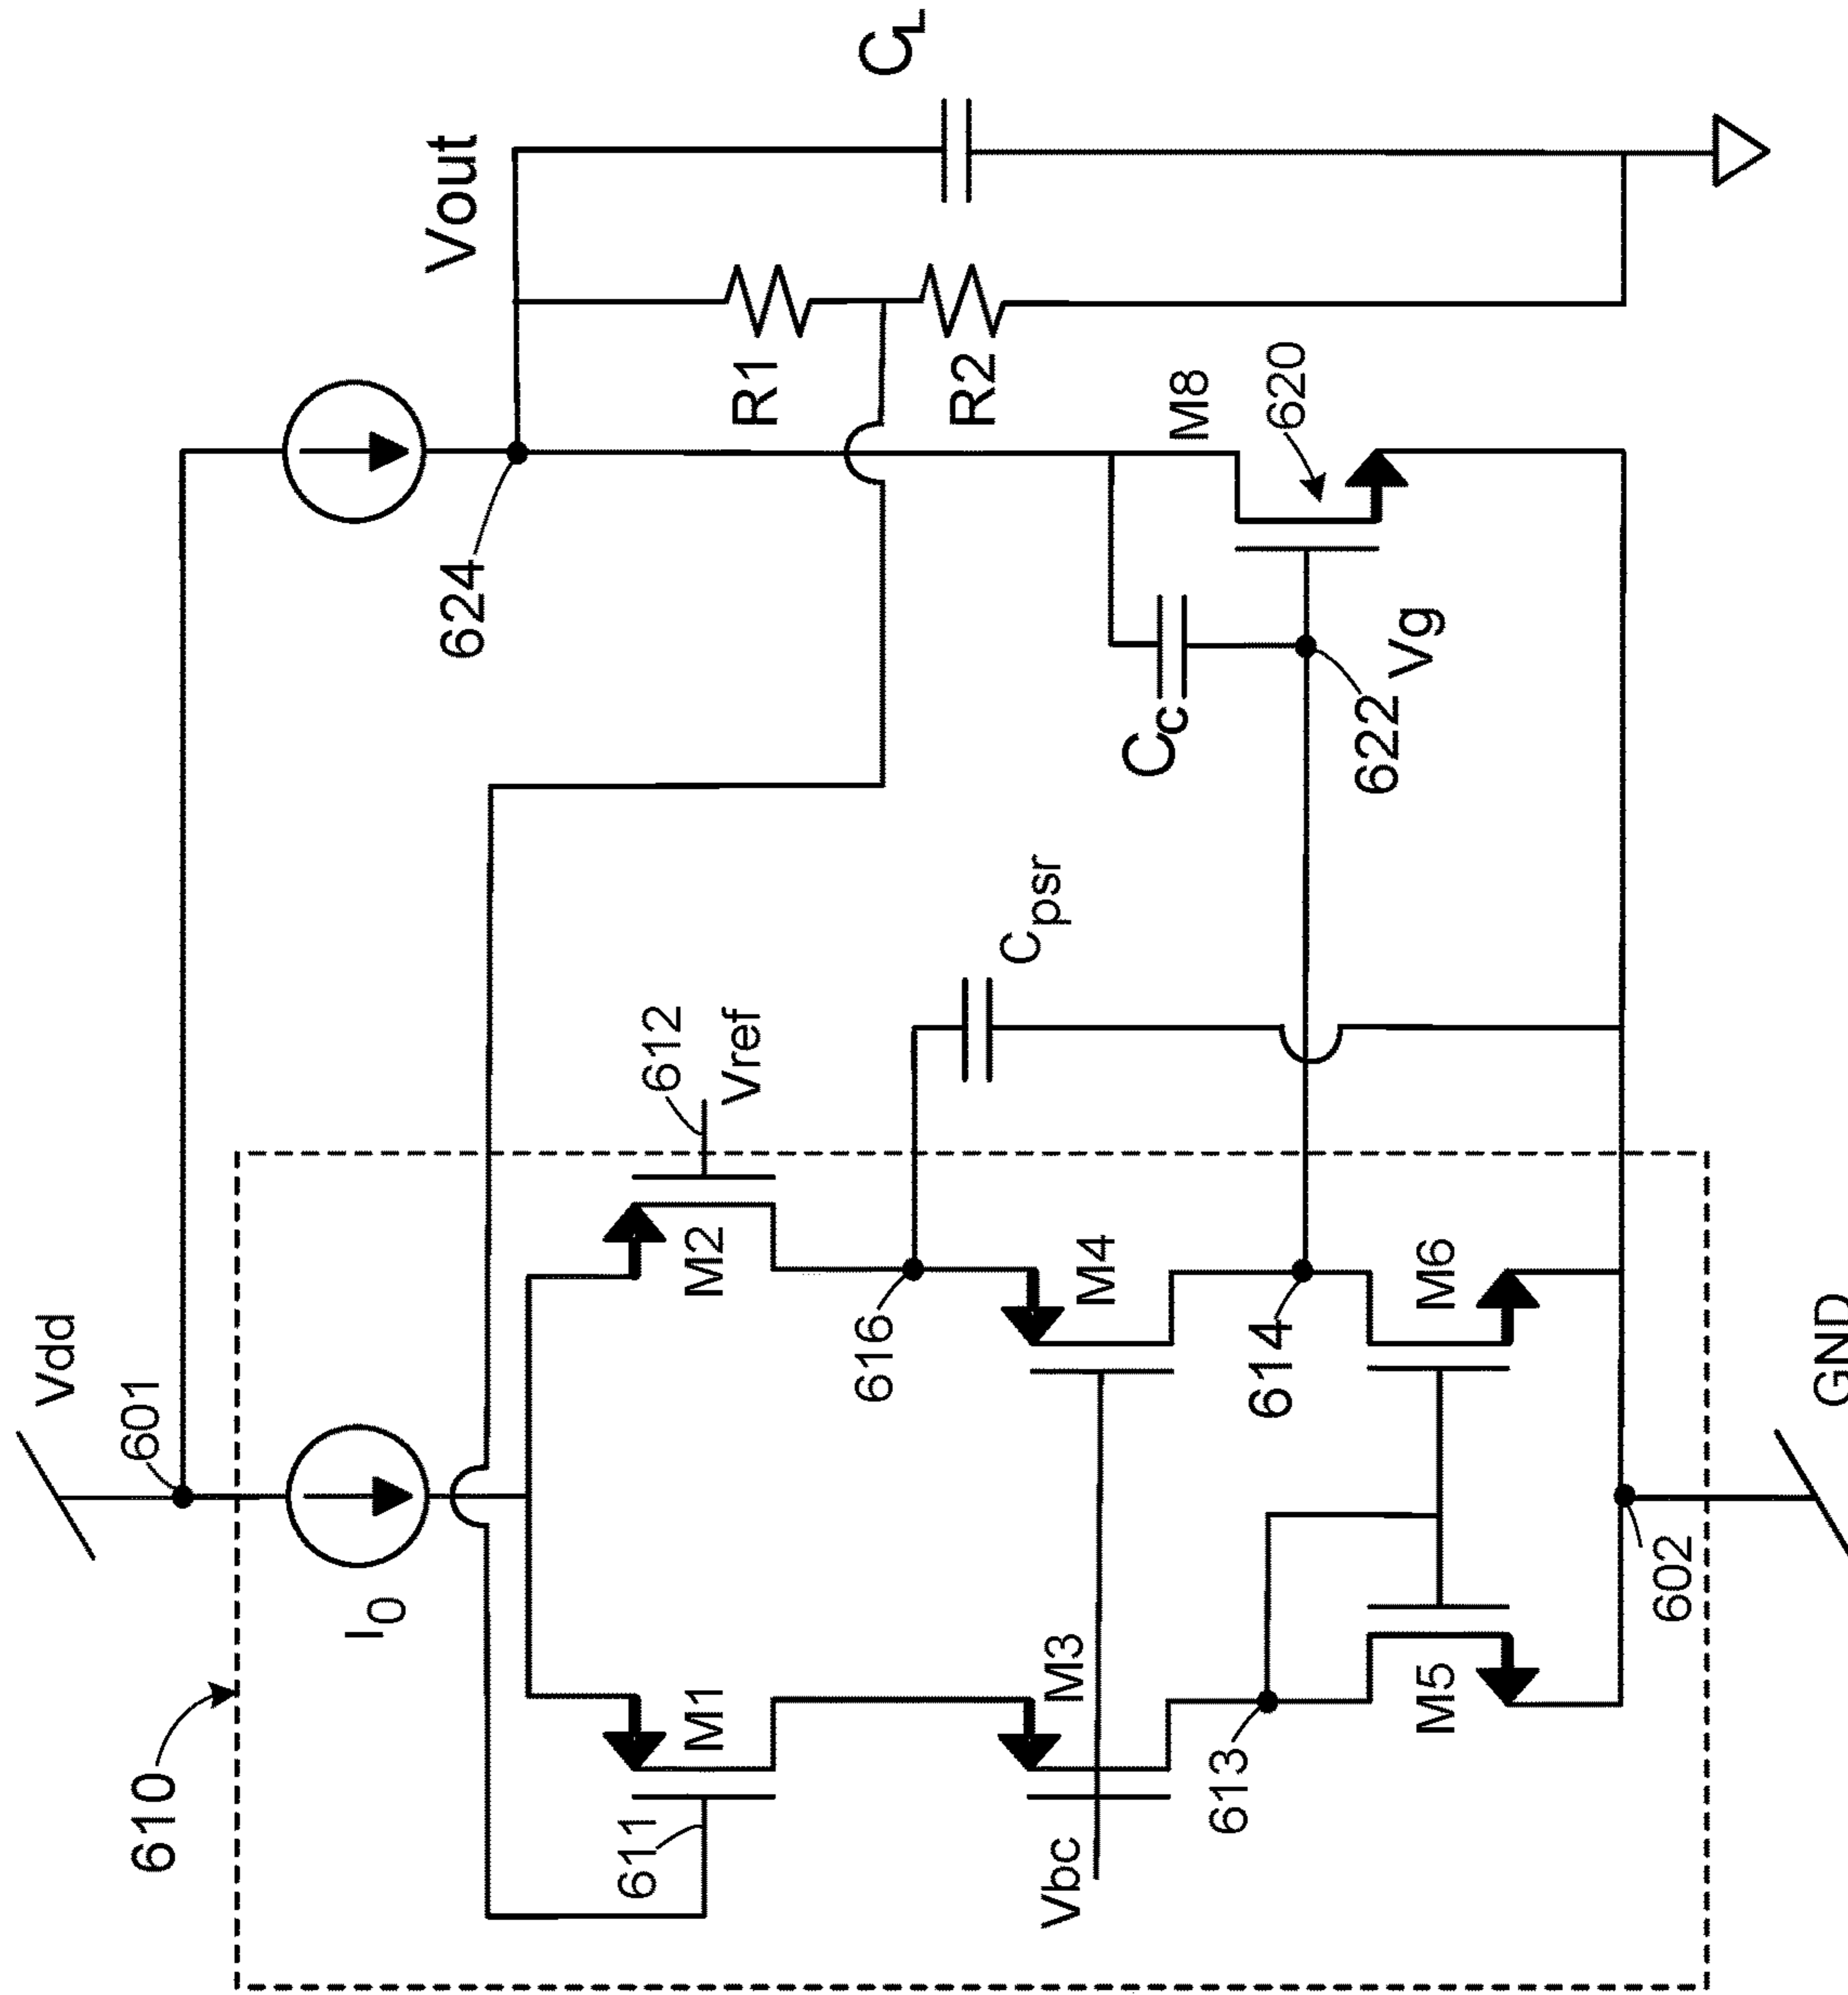 Vdd
601
610
I0
Vout
CL
624
R1
R2
611
M1
M2
612
Vref
616
Cpsr
Cc
M8
620
Vbc
M3
M4
613
614
622
Vg
M5
M6
602
GND